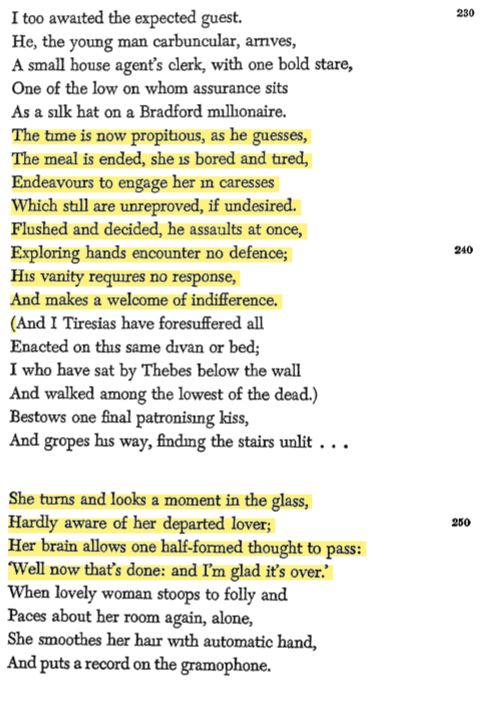 I too awaited the expected guest. 230
He, the young man carbuncular, arrives,
A small house agent's clerk, with one bold stare,
One of the low on whom assurance sits
As a silk hat on a Bradford millionaire.
The time is now propitious, as he guesses,
The meal is ended, she is bored and tired,
Endeavours to engage her in caresses
Which still are unreproved, if undesired.
Flushed and decided, he assaults at once,
Exploring hands encounter no defence; 240
His vanity requires no response,
And makes a welcome of indifference.
(And I Tiresias have foresuffered all
Enacted on this same divan or bed;
I who have sat by Thebes below the wall
And walked among the lowest of the dead.)
Bestows one final patronising kiss,
And gropes his way, finding the stairs unlit . . .
She turns and looks a moment in the glass,
Hardly aware of her departed lover; 250
Her brain allows one half-formed thought to pass:
'Well now that's done: and I'm glad it's over.'
When lovely woman stoops to folly and
Paces about her room again, alone,
She smoothes her hair with automatic hand,
And puts a record on the gramophone.